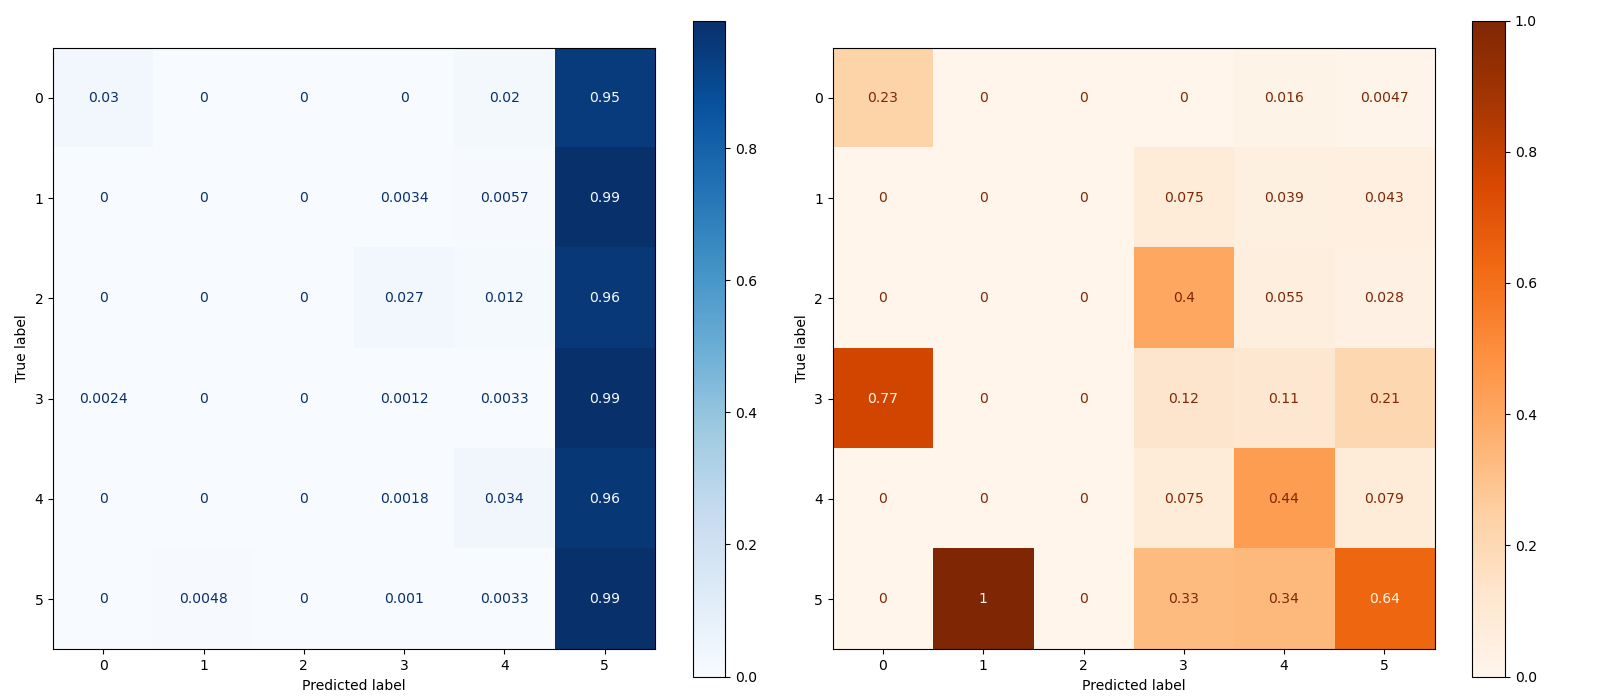 0 0.03 0 0 0 0.02 0.95
1 0 0 0 0.0034 0.0057 0.99
2 0 0 0 0.027 0.012 0.96
3 0.0024 0 0 0.0012 0.0033 0.99
4 0 0 0 0.0018 0.034 0.96
5 0 0.0048 0 0.001 0.0033 0.99
0 1 2 3 4 5
Predicted label
True label
0.8
0.6
0.4
0.2
0.0
0 0.23 0 0 0 0.016 0.0047
1 0 0 0 0.075 0.039 0.043
2 0 0 0 0.4 0.055 0.028
3 0.77 0 0 0.12 0.11 0.21
4 0 0 0 0.075 0.44 0.079
5 0 1 0 0.33 0.34 0.64
0 1 2 3 4 5
Predicted label
True label
1.0
0.8
0.6
0.4
0.2
0.0